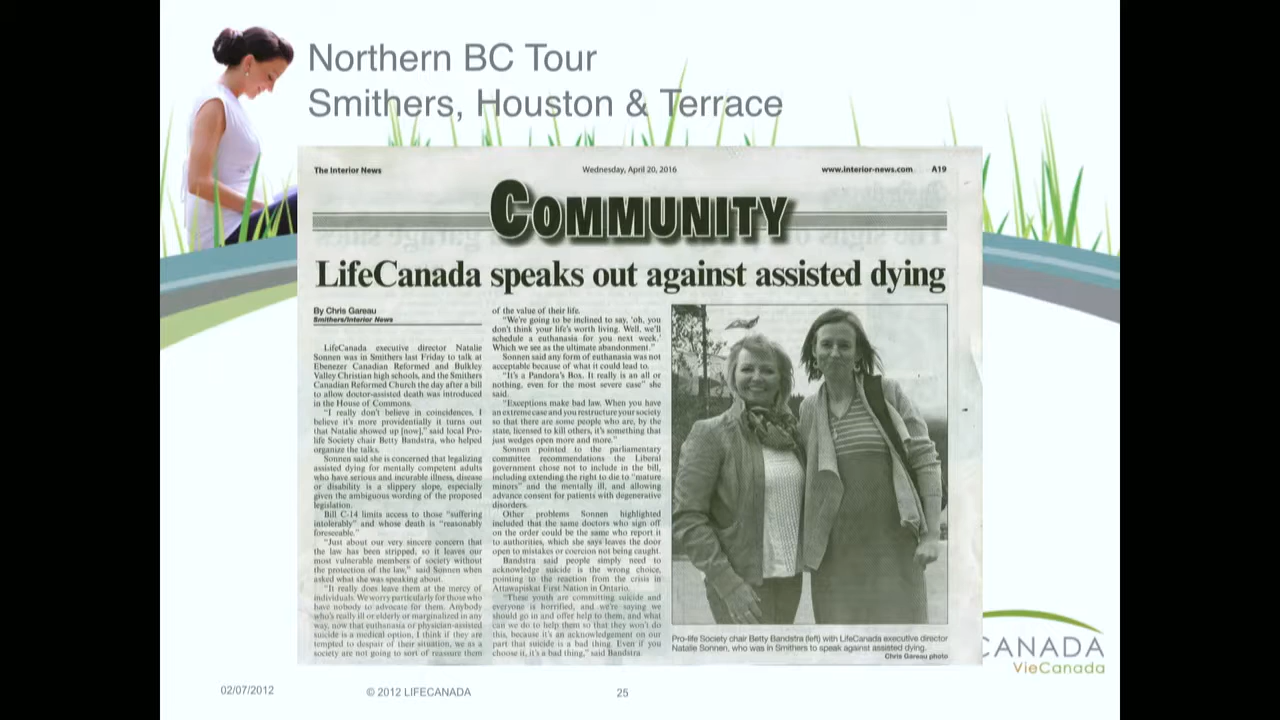 Northern BC Tour
Smithers, Houston & Terrace
The Interior News
Wednesday, April 20, 2016
www.interior-news.com A19
COMMUNITY
LifeCanada speaks out against assisted dying
By Chris Gareau
Smithers/Interior News
LifeCanada executive director Natalie
Sonnen was in Smithers last Friday to talk at
Ebenezer Canadian Reformed and Bulkley
Valley Christian high schools, and the Smithers
Canadian Reformed Church the day after a bill
to allow doctor-assisted death was introduced
in the House of Commons.
"I really don't believe in coincidences, I
believe it's more providentially it turns out
that Natalie showed up [now]," said local Pro-
life Society chair Betty Bandstra, who helped
organize the talks.
Sonnen said she is concerned that legalizing
assisted dying for mentally competent adults
who have serious and incurable illness, disease
or disability is a slippery slope, especially
given the ambiguous wording of the proposed
legislation.
Bill C-14 limits access to those "suffering
intolerably" and whose death is "reasonably
foreseeable."
"Just about our very sincere concern that
the law has been stripped, so it leaves our
most vulnerable members of society without
the protection of the law," said Sonnen when
asked what she was speaking about.
"It really does leave them at the mercy of
individuals. We worry particularly for those who
have nobody to advocate for them. Anybody
who's really ill or elderly or marginalized in any
way, now that euthanasia or physician-assisted
suicide is a medical option, I think if they are
tempted to despair of their situation, we as a
society are not going to sort of reassure them
of the value of their life.
"We're going to be inclined to say, 'oh, you
don't think your life's worth living. Well, we'll
schedule a euthanasia for you next week.'
Which we see as the ultimate abandonment."
Sonnen said any form of euthanasia was not
acceptable because of what it could lead to.
"It's a Pandora's Box. It really is an all or
nothing, even for the most severe case" she
said.
"Exceptions make bad law. When you have
an extreme case and you restructure your society
so that there are some people who are, by the
state, licensed to kill others, it's something that
just wedges open more and more."
Sonnen pointed to the parliamentary
committee recommendations the Liberal
government chose not to include in the bill,
including extending the right to die to "mature
minors" and the mentally ill, and allowing
advance consent for patients with degenerative
disorders.
Other problems Sonnen highlighted
included that the same doctors who sign off
on the order could be the same who report it
to authorities, which she says leaves the door
open to mistakes or coercion not being caught.
Bandstra said people simply need to
acknowledge suicide is the wrong choice,
pointing to the reaction from the crisis in
Attawapiskat First Nation in Ontario.
"These youth are committing suicide and
everyone is horrified, and we're saying we
should go in and offer help to them, and what
can we do to help them so that they won't do
this, because it's an acknowledgement on our
part that suicide is a bad thing. Even if you
choose it, it's a bad thing," said Bandstra
Pro-life Society chair Betty Bandstra (left) with LifeCanada executive director
Natalie Sonnen, who was in Smithers to speak against assisted dying.
Chris Gareau photo
CANADA
VieCanada
02/07/2012
© 2012 LIFECANADA
25